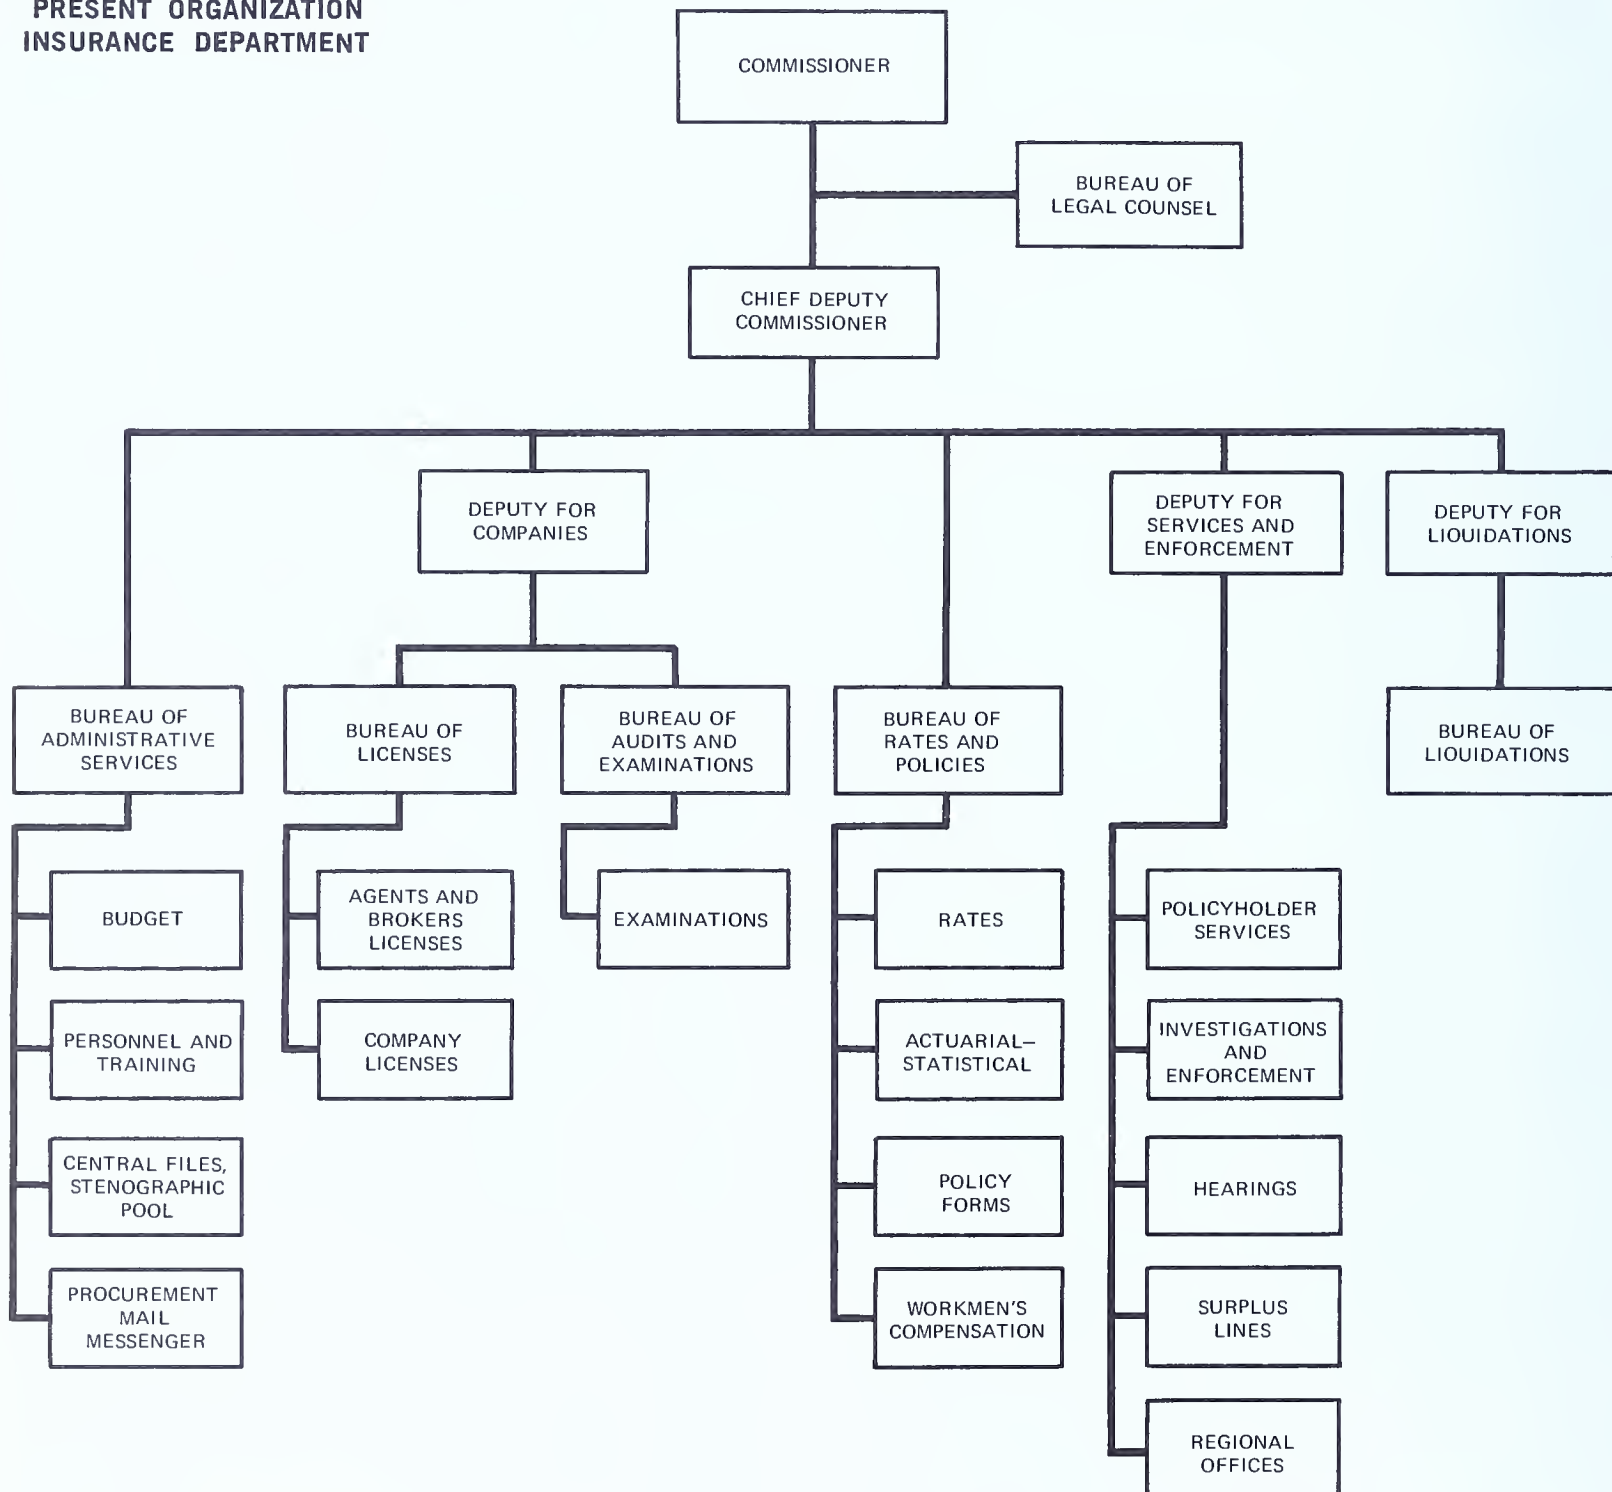 PRESENT ORGANIZATION
INSURANCE DEPARTMENT
COMMISSIONER
BUREAU OF
LEGAL COUNSEL
CHIEF DEPUTY
COMMISSIONER
DEPUTY FOR
COMPANIES
DEPUTY FOR
SERVICES AND
ENFORCEMENT
DEPUTY FOR
LIOUIDATIONS
BUREAU OF
ADMINISTRATIVE
SERVICES
BUREAU OF
LICENSES
BUREAU OF
AUDITS AND
EXAMINATIONS
BUREAU OF
RATES AND
POLICIES
BUREAU OF
LIOUIDATIONS
BUDGET
AGENTS AND
BROKERS
LICENSES
EXAMINATIONS
RATES
POLICYHOLDER
SERVICES
PERSONNEL AND
TRAINING
COMPANY
LICENSES
ACTUARIAL–
STATISTICAL
INVESTIGATIONS
AND
ENFORCEMENT
CENTRAL FILES,
STENOGRAPHIC
POOL
POLICY
FORMS
HEARINGS
PROCUREMENT
MAIL
MESSENGER
WORKMEN'S
COMPENSATION
SURPLUS
LINES
REGIONAL
OFFICES